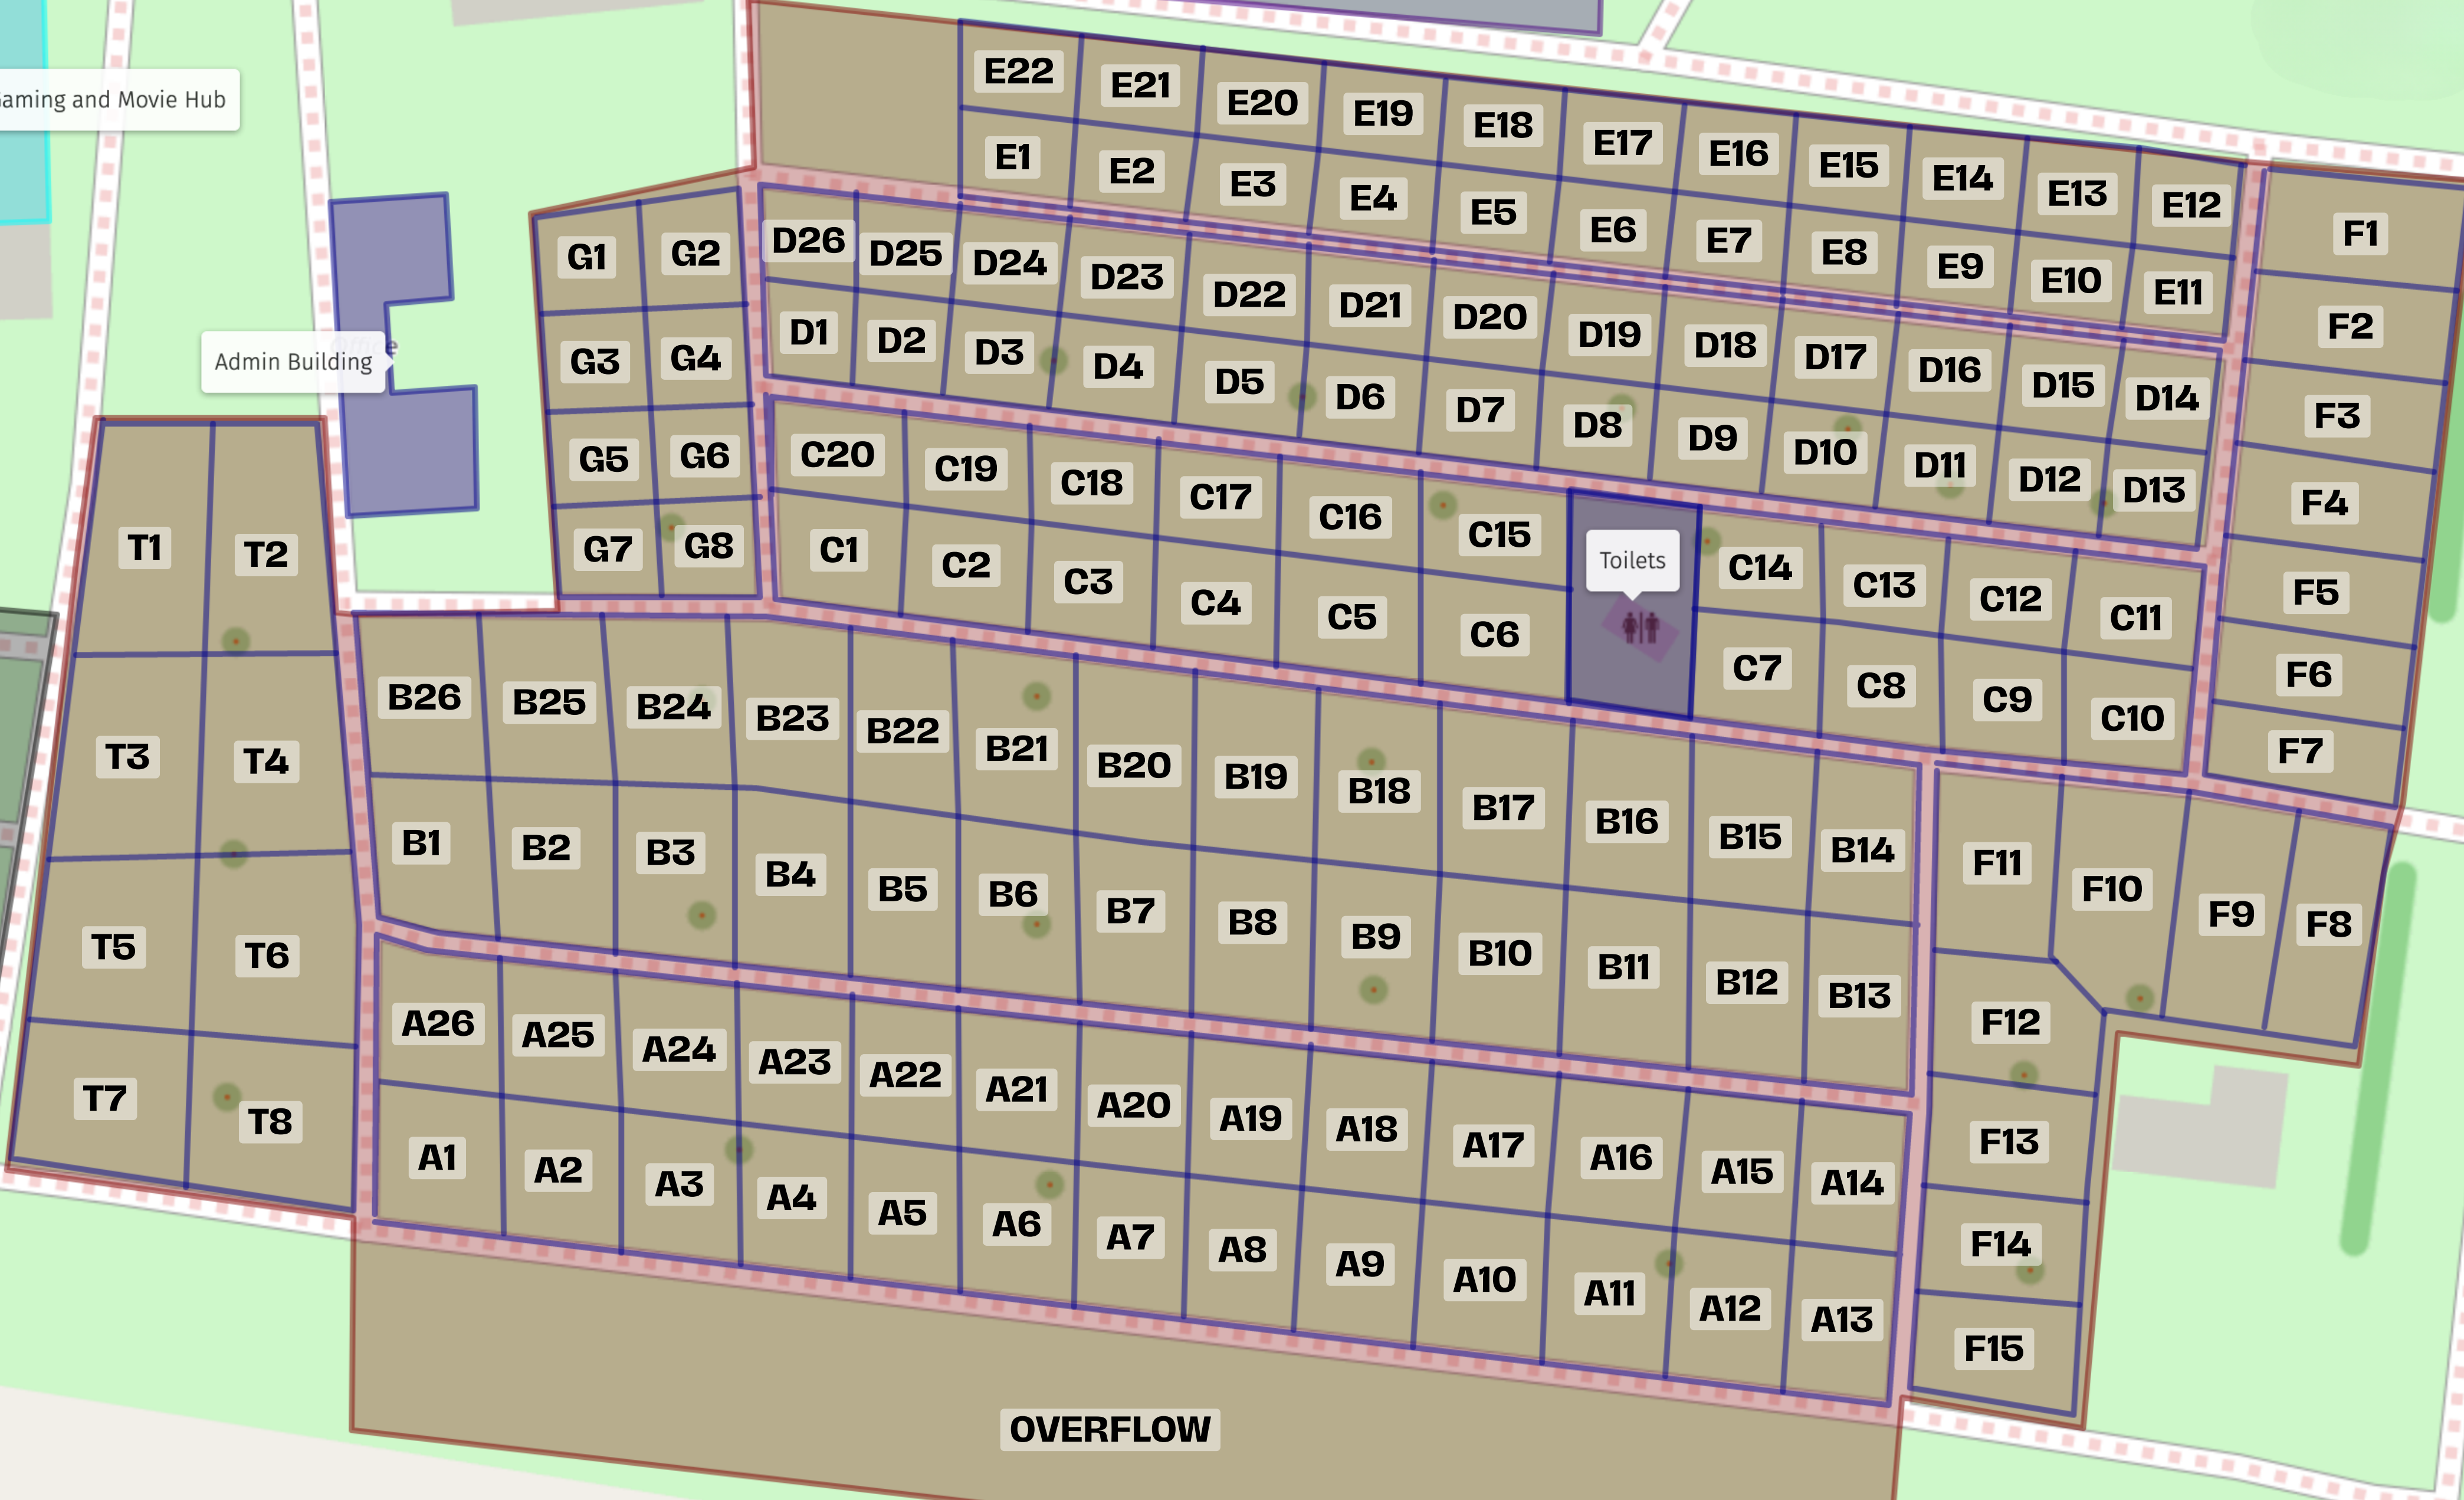 Gaming and Movie Hub
Admin Building
Office
Toilets
E22
E21
E20
E19
E18
E17
E16
E15
E14
E13
E12
E1
E2
E3
E4
E5
E6
E7
E8
E9
E10
E11
F1
F2
F3
F4
F5
F6
F7
G1
G2
G3
G4
G5
G6
G7
G8
D26
D25
D24
D23
D22
D21
D20
D19
D18
D17
D16
D15
D14
D1
D2
D3
D4
D5
D6
D7
D8
D9
D10
D11
D12
D13
C20
C19
C18
C17
C16
C15
C14
C13
C12
C11
C1
C2
C3
C4
C5
C6
C7
C8
C9
C10
T1
T2
T3
T4
T5
T6
T7
T8
B26
B25
B24
B23
B22
B21
B20
B19
B18
B17
B16
B15
B14
B1
B2
B3
B4
B5
B6
B7
B8
B9
B10
B11
B12
B13
F11
F10
F9
F8
F12
F13
F14
F15
A26
A25
A24
A23
A22
A21
A20
A19
A18
A17
A16
A15
A14
A1
A2
A3
A4
A5
A6
A7
A8
A9
A10
A11
A12
A13
OVERFLOW